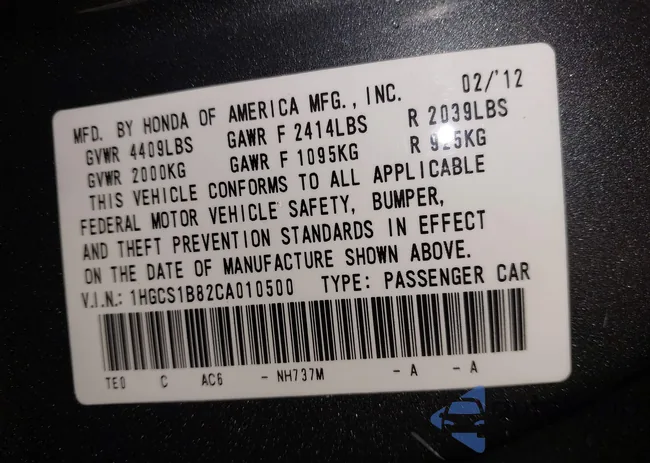 MFD. BY HONDA OF AMERICA MFG., INC. 02/'12
GVWR 4409LBS GAWR F 2414LBS R 2039LBS
GVWR 2000KG GAWR F 1095KG R 925KG
THIS VEHICLE CONFORMS TO ALL APPLICABLE
FEDERAL MOTOR VEHICLE SAFETY, BUMPER,
AND THEFT PREVENTION STANDARDS IN EFFECT
ON THE DATE OF MANUFACTURE SHOWN ABOVE.
V.I.N.: 1HGCS1B82CA010500 TYPE: PASSENGER CAR
TE0 C AC6 - NH737M - A - A